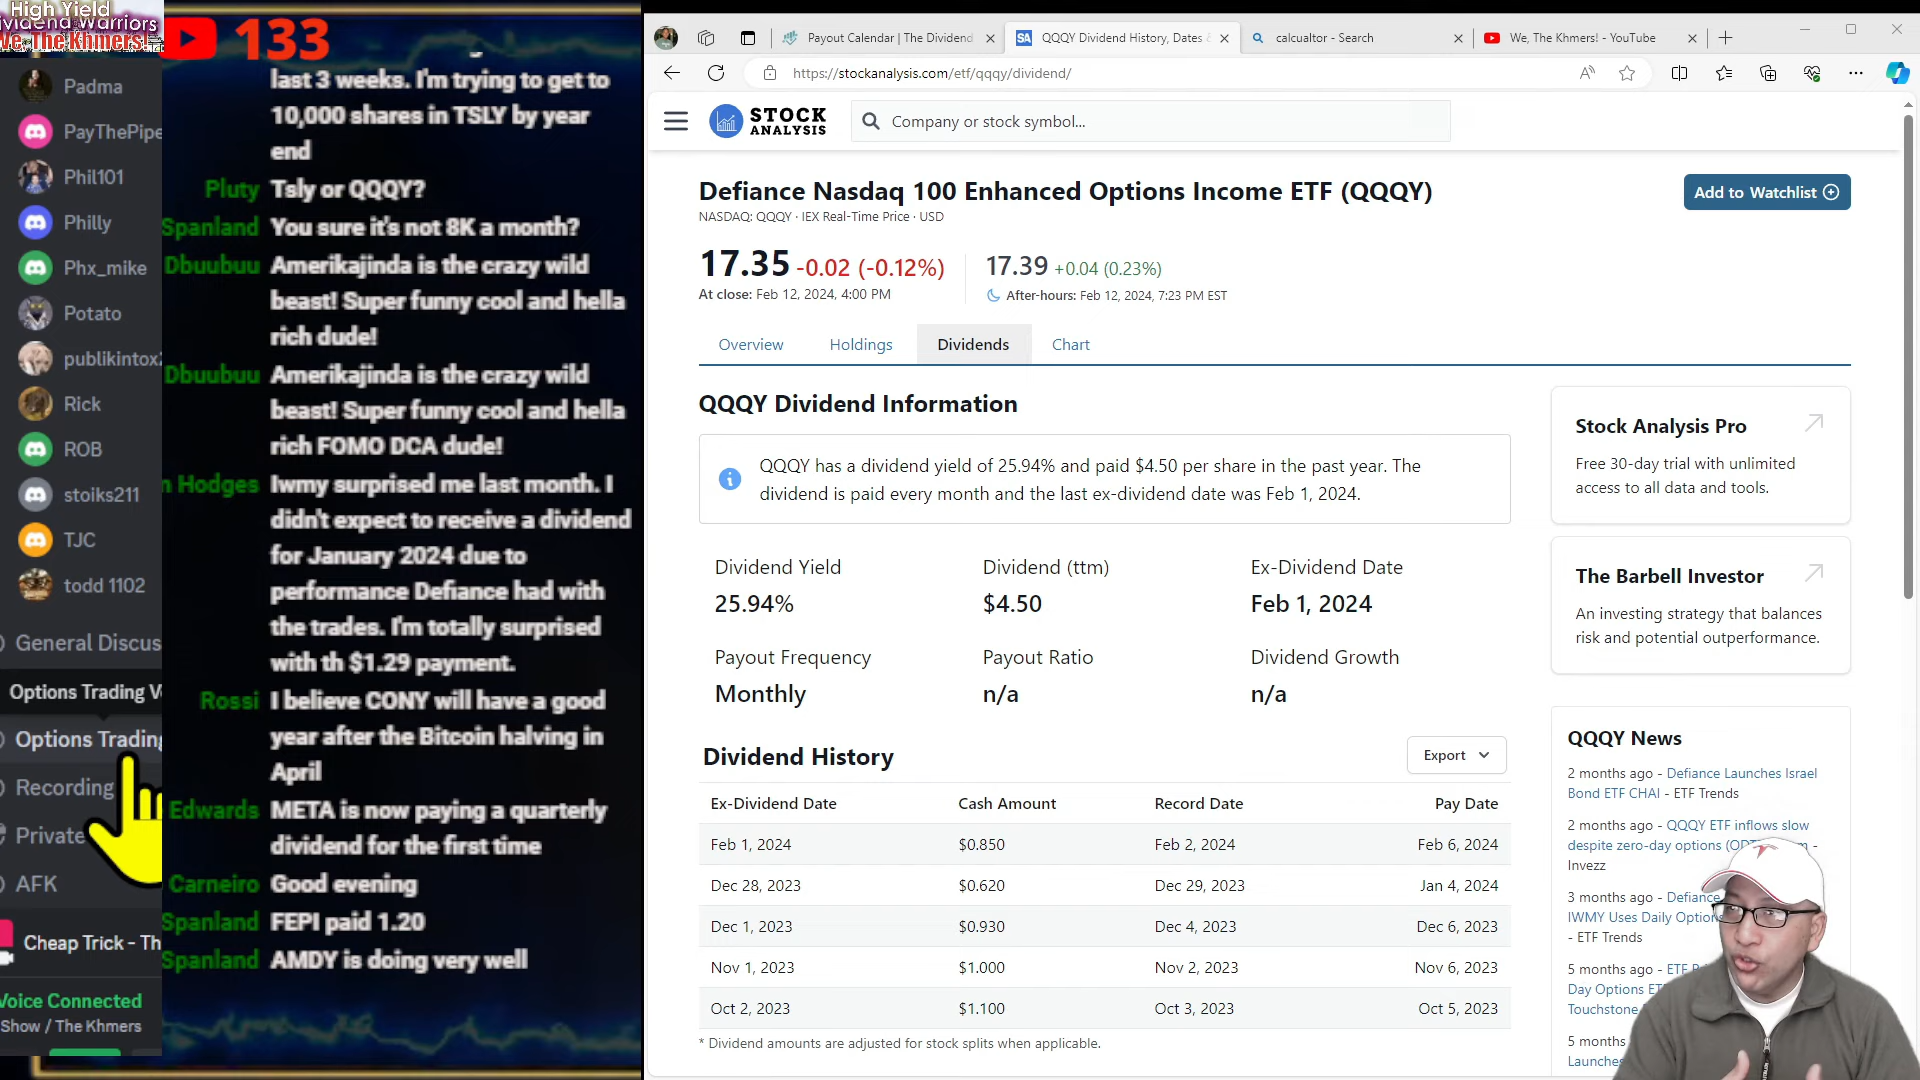 High Yield
Dividend Warriors
We, The Khmers!
Padma
PayThePipe
Phil101
Philly
Phx_mike
Potato
publikintox2
Rick
ROB
stoiks211
TJC
todd 1102
General Discus
Options Trading V
Options Trading
Recording
Private
AFK
Cheap Trick - Th
Voice Connected
Show / The Khmers
133
last 3 weeks. I'm trying to get to
10,000 shares in TSLY by year
end
Pluty Tsly or QQQY?
Spanland You sure it's not 8K a month?
Dbuubuu Amerikajinda is the crazy wild
beast! Super funny cool and hella
rich dude!
Dbuubuu Amerikajinda is the crazy wild
beast! Super funny cool and hella
rich FOMO DCA dude!
Hodges Iwmy surprised me last month. I
didn't expect to receive a dividend
for January 2024 due to
performance Defiance had with
the trades. I'm totally surprised
with th $1.29 payment.
Rossi I believe CONY will have a good
year after the Bitcoin halving in
April
Edwards META is now paying a quarterly
dividend for the first time
Carneiro Good evening
Spanland FEPI paid 1.20
Spanland AMDY is doing very well
Payout Calendar | The Dividend
SA QQQY Dividend History, Dates &
calcualtor - Search
We, The Khmers! - YouTube
https://stockanalysis.com/etf/qqqy/dividend/
STOCK
ANALYSIS
Company or stock symbol...
Defiance Nasdaq 100 Enhanced Options Income ETF (QQQY)
NASDAQ: QQQY · IEX Real-Time Price · USD
Add to Watchlist
17.35 -0.02 (-0.12%)
At close: Feb 12, 2024, 4:00 PM
17.39 +0.04 (0.23%)
After-hours: Feb 12, 2024, 7:23 PM EST
Overview Holdings Dividends Chart
QQQY Dividend Information
QQQY has a dividend yield of 25.94% and paid $4.50 per share in the past year. The
dividend is paid every month and the last ex-dividend date was Feb 1, 2024.
Dividend Yield Dividend (ttm) Ex-Dividend Date
25.94% $4.50 Feb 1, 2024
Payout Frequency Payout Ratio Dividend Growth
Monthly n/a n/a
Dividend History
Export
Ex-Dividend Date Cash Amount Record Date Pay Date
Feb 1, 2024 $0.850 Feb 2, 2024 Feb 6, 2024
Dec 28, 2023 $0.620 Dec 29, 2023 Jan 4, 2024
Dec 1, 2023 $0.930 Dec 4, 2023 Dec 6, 2023
Nov 1, 2023 $1.000 Nov 2, 2023 Nov 6, 2023
Oct 2, 2023 $1.100 Oct 3, 2023 Oct 5, 2023
* Dividend amounts are adjusted for stock splits when applicable.
Stock Analysis Pro
Free 30-day trial with unlimited
access to all data and tools.
The Barbell Investor
An investing strategy that balances
risk and potential outperformance.
QQQY News
2 months ago - Defiance Launches Israel
Bond ETF CHAI - ETF Trends
2 months ago - QQQY ETF inflows slow
despite zero-day options
Invezz
3 months ago - Defiance
IWMY Uses Daily Option
- ETF Trends
5 months ago - ETF
Day Options ET
Touchstone
5 months
Launches